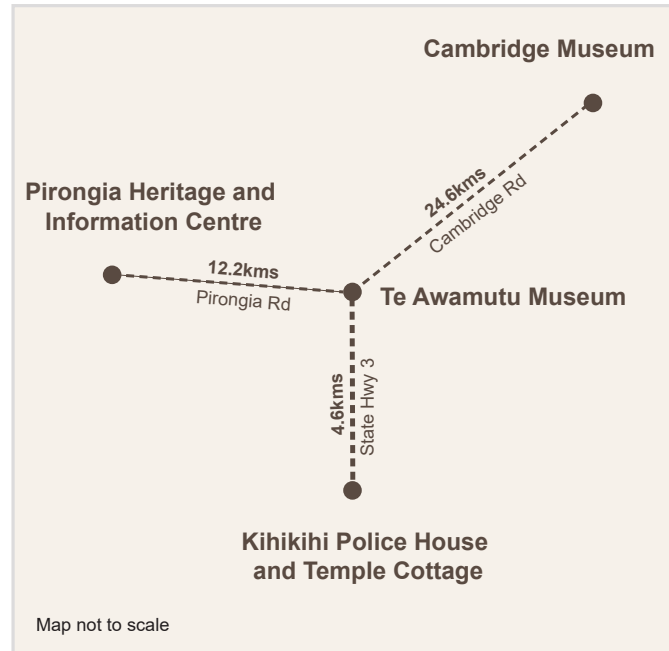 Cambridge Museum
Pirongia Heritage and
Information Centre
24.6kms
Cambridge Rd
12.2kms
Pirongia Rd
Te Awamutu Museum
4.6kms
State Hwy 3
Kihikihi Police House
and Temple Cottage
Map not to scale